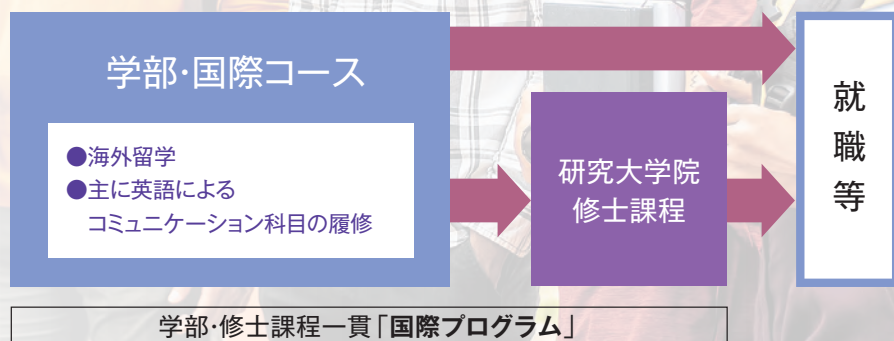 学部・国際コース
●海外留学
●主に英語による
コミュニケーション科目の履修
研究大学院
修士課程
就職等
学部・修士課程一貫「国際プログラム」